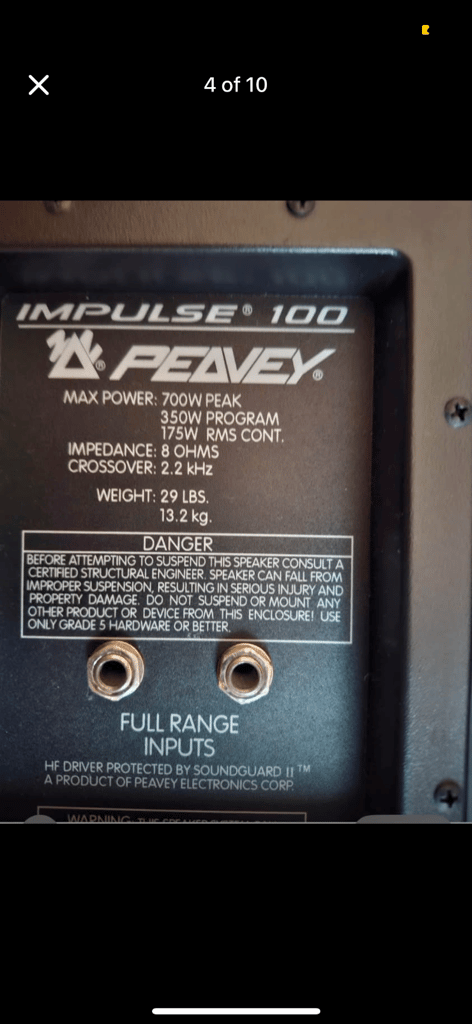 4 of 10
IMPULSE® 100
PEAVEY®
MAX POWER: 700W PEAK
350W PROGRAM
175W RMS CONT.
IMPEDANCE: 8 OHMS
CROSSOVER: 2.2 kHz
WEIGHT: 29 LBS.
13.2 kg.
DANGER
BEFORE ATTEMPTING TO SUSPEND THIS SPEAKER CONSULT A
CERTIFIED STRUCTURAL ENGINEER. SPEAKER CAN FALL FROM
IMPROPER SUSPENSION, RESULTING IN SERIOUS INJURY AND
PROPERTY DAMAGE. DO NOT SUSPEND OR MOUNT ANY
OTHER PRODUCT OR DEVICE FROM THIS ENCLOSURE! USE
ONLY GRADE 5 HARDWARE OR BETTER.
FULL RANGE
INPUTS
HF DRIVER PROTECTED BY SOUNDGUARD II™
A PRODUCT OF PEAVEY ELECTRONICS CORP.
WARNING: THIS SPEAKER